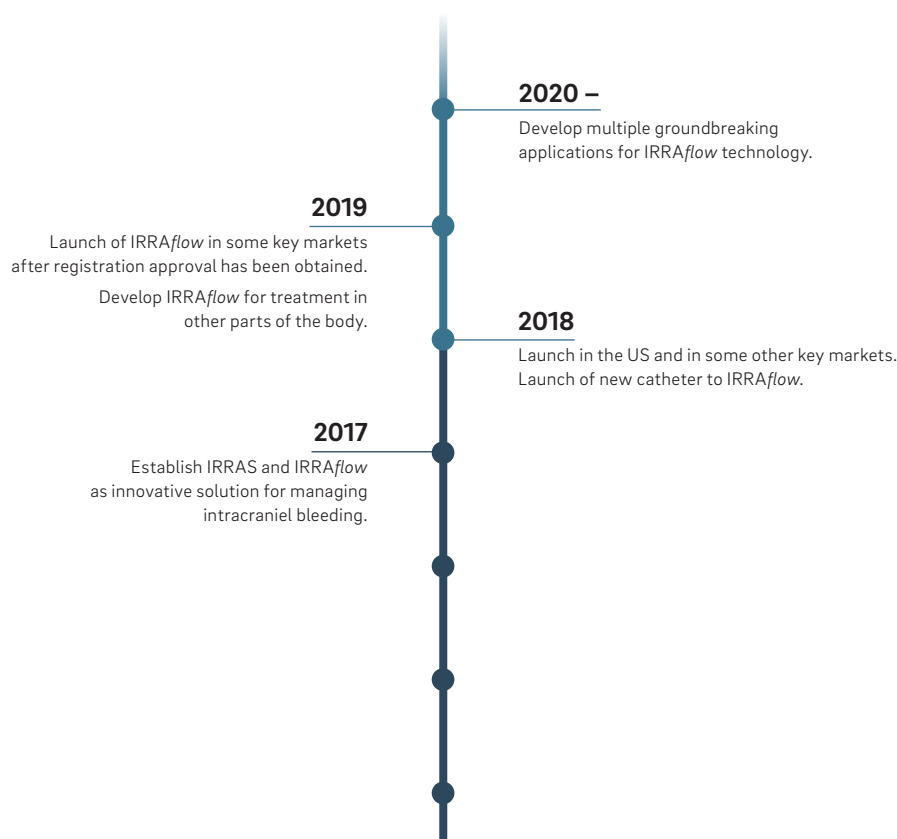 2020 –
Develop multiple groundbreaking
applications for IRRAflow technology.
2019
Launch of IRRAflow in some key markets
after registration approval has been obtained.
Develop IRRAflow for treatment in
other parts of the body.
2018
Launch in the US and in some other key markets.
Launch of new catheter to IRRAflow.
2017
Establish IRRAS and IRRAflow
as innovative solution for managing
intracraniel bleeding.